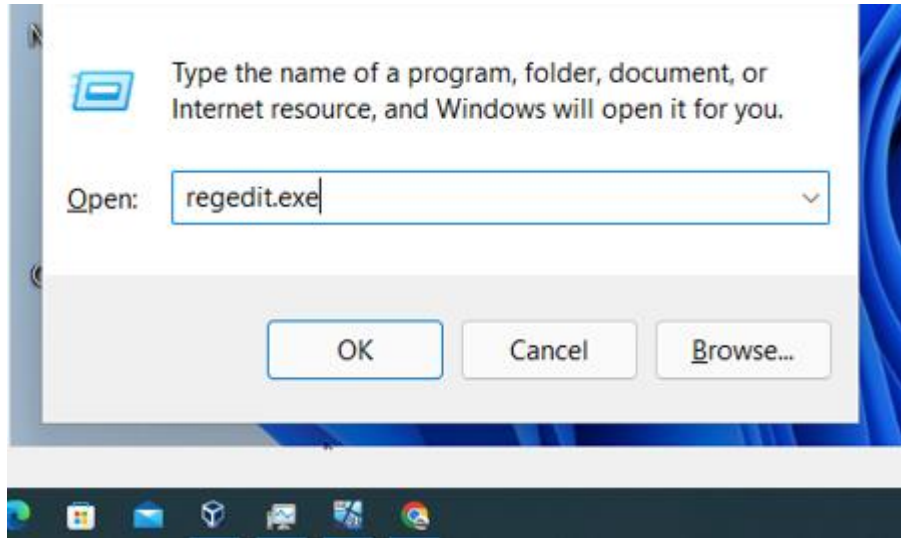 Type the name of a program, folder, document, or
Internet resource, and Windows will open it for you.
Open:
regedit.exe
OK
Cancel
Browse...